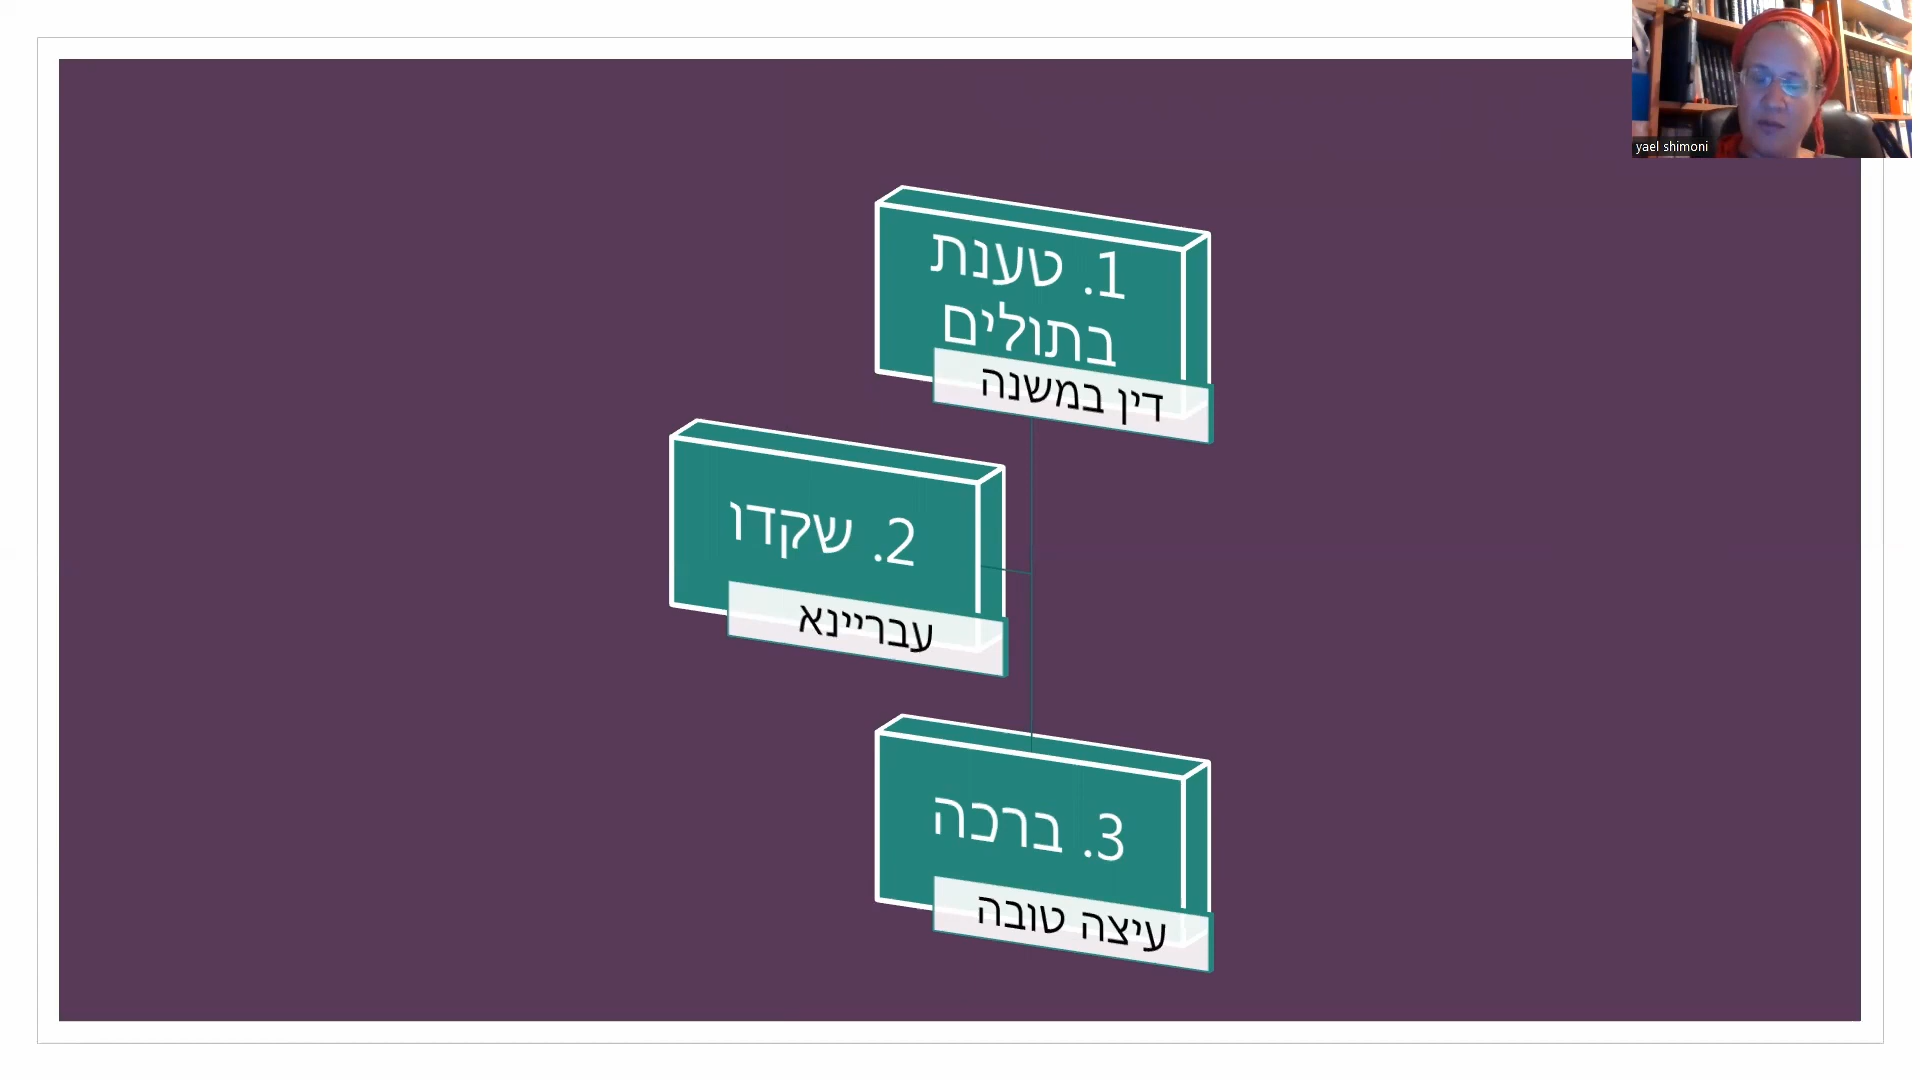 1. טענת
בתולים
דין במשנה
2. שקדו
עבריינא
3. ברכה
עיצה טובה
yael shimoni